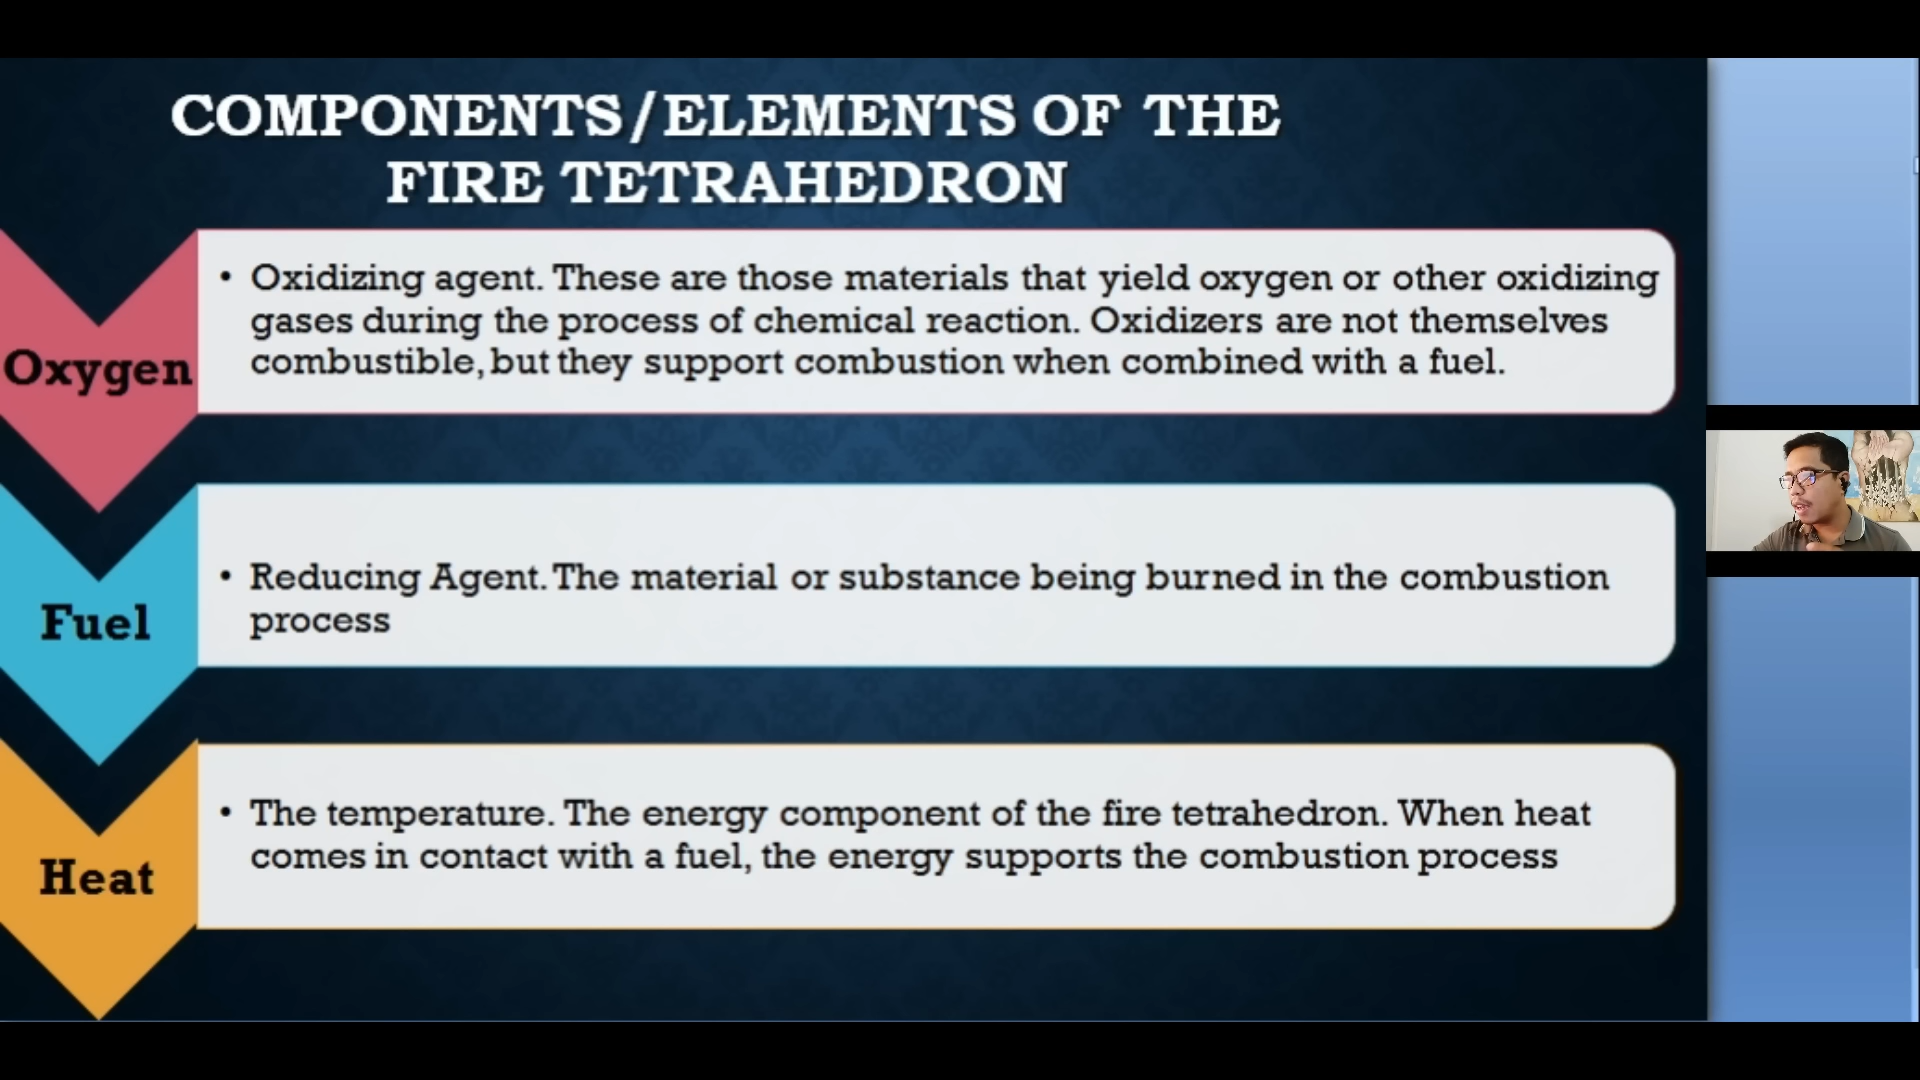 COMPONENTS/ELEMENTS OF THE
FIRE TETRAHEDRON
Oxygen
• Oxidizing agent. These are those materials that yield oxygen or other oxidizing
gases during the process of chemical reaction. Oxidizers are not themselves
combustible, but they support combustion when combined with a fuel.
Fuel
• Reducing Agent. The material or substance being burned in the combustion
process
Heat
• The temperature. The energy component of the fire tetrahedron. When heat
comes in contact with a fuel, the energy supports the combustion process